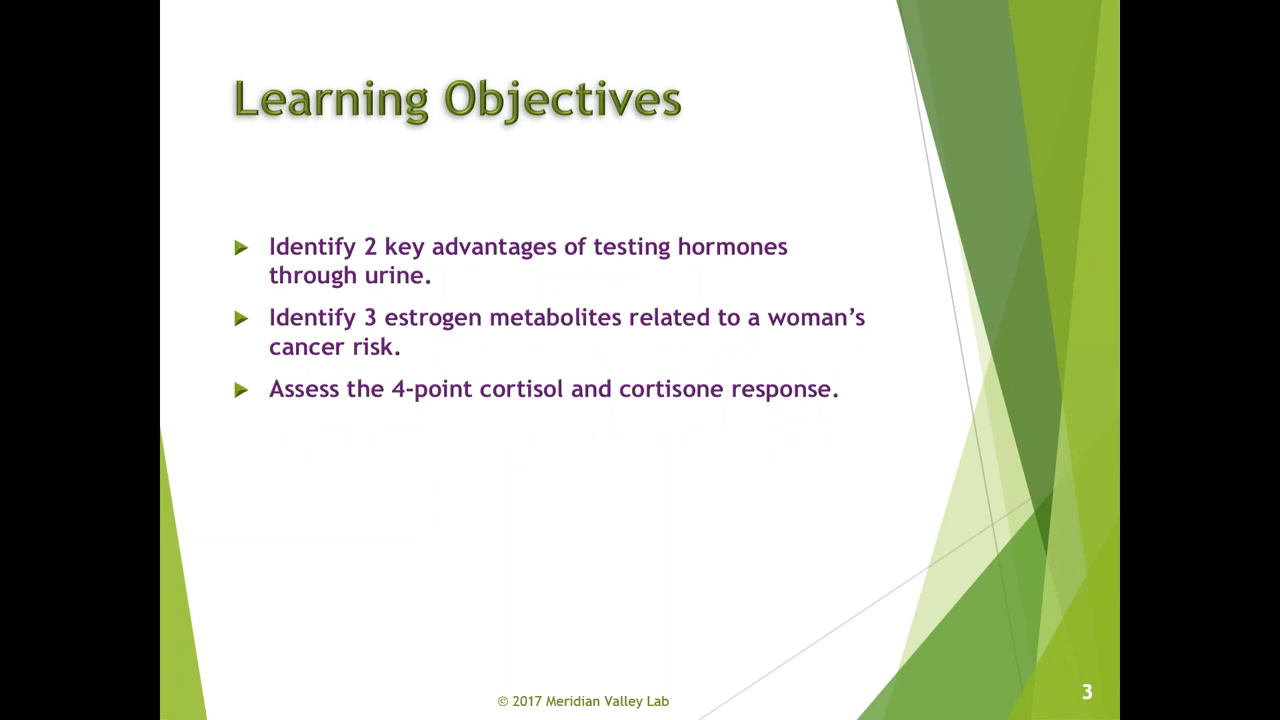 Learning Objectives
Identify 2 key advantages of testing hormones
through urine.
Identify 3 estrogen metabolites related to a woman’s
cancer risk.
Assess the 4-point cortisol and cortisone response.
© 2017 Meridian Valley Lab
3